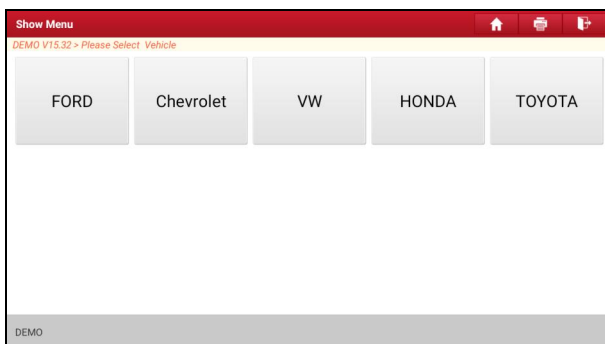 Show Menu
DEMO V15.32 > Please Select Vehicle
FORD Chevrolet VW HONDA TOYOTA
DEMO